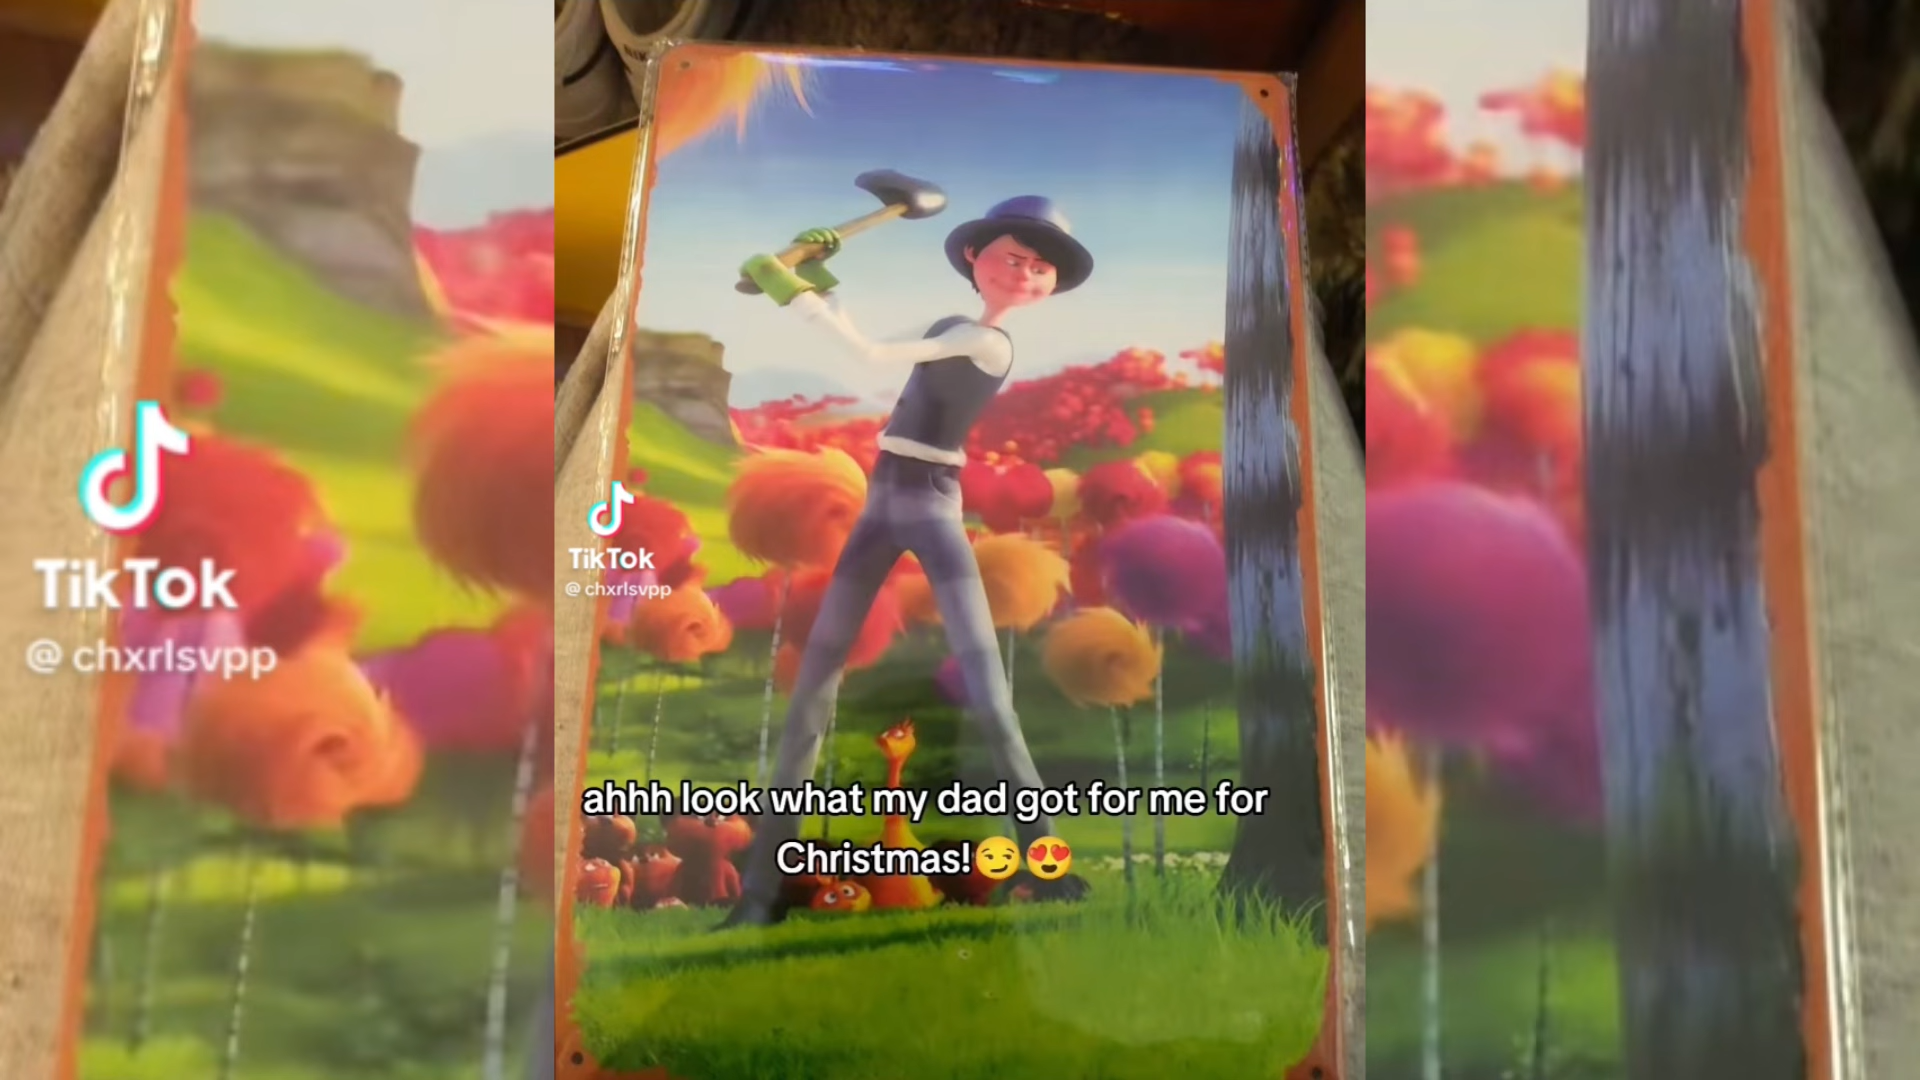 TikTok
@ chxrlsvpp
TikTok
@ chxrlsvpp
ahhh look what my dad got for me for
Christmas!😏😍